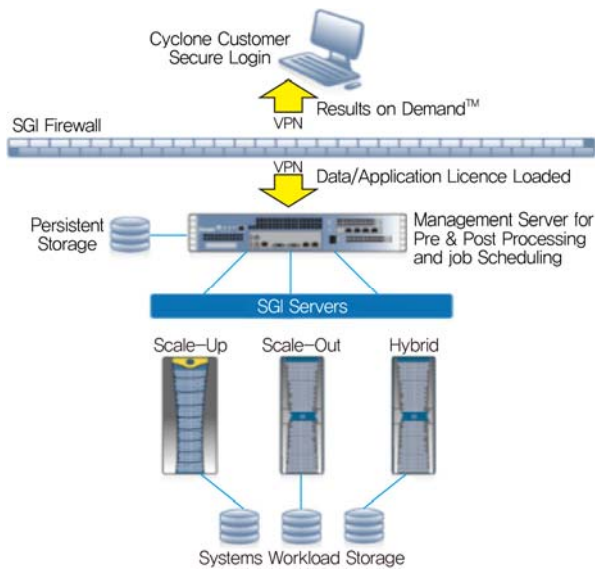 Cyclone Customer
Secure Login
Results on Demand™
VPN
SGI Firewall
VPN
Data/Application Licence Loaded
Persistent
Storage
Management Server for
Pre & Post Processing
and job Scheduling
SGI Servers
Scale-Up
Scale-Out
Hybrid
Systems Workload Storage